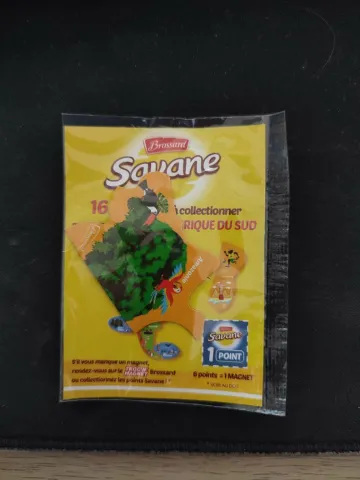 Brossard
Savane
16 à collectionner
RIQUE DU SUD
Amazone
S'il vous manque un magnet,
rendez-vous sur le Brossard
ou collectionnez les points Savane !*
6 points = 1 MAGNET
Savane
1 POINT